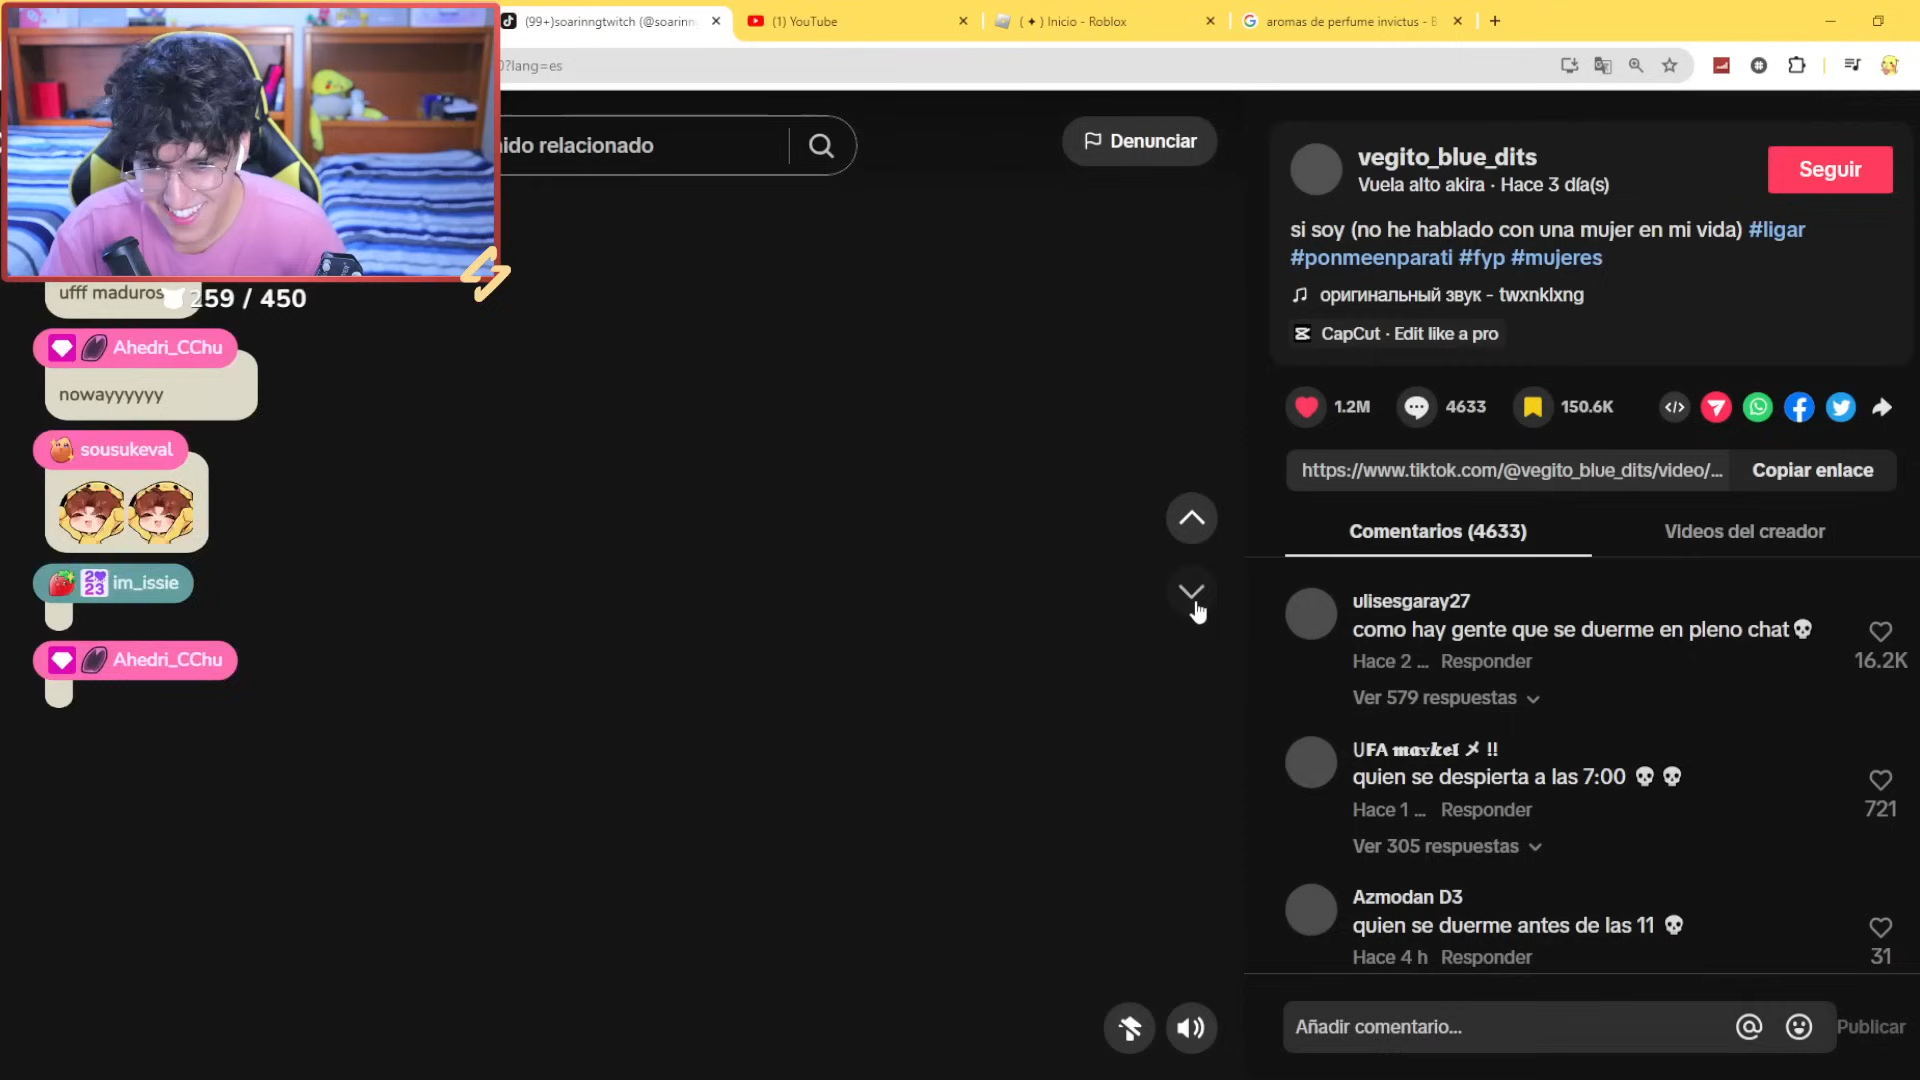 (99+)soarinngtwitch (@soarinn
(1) YouTube
( ✦ ) Inicio - Roblox
aromas de perfume invictus - B
?lang=es
ido relacionado
Denunciar
vegito_blue_dits
Vuela alto akira · Hace 3 día(s)
Seguir
si soy (no he hablado con una mujer en mi vida) #ligar
#ponmeenparati #fyp #mujeres
оригинальный звук - twxnklxng
CapCut · Edit like a pro
1.2M
4633
150.6K
https://www.tiktok.com/@vegito_blue_dits/video/...
Copiar enlace
Comentarios (4633)
Videos del creador
ulisesgaray27
como hay gente que se duerme en pleno chat💀
Hace 2 ... Responder
16.2K
Ver 579 respuestas
UFA 𝖒𝖆𝖞𝖐𝖊𝖑 メ !!
quien se despierta a las 7:00 💀 💀
Hace 1 ... Responder
721
Ver 305 respuestas
Azmodan D3
quien se duerme antes de las 11 💀
Hace 4 h Responder
31
Añadir comentario...
Publicar
ufff maduros
259 / 450
Ahedri_CChu
nowayyyyyy
sousukeval
2023 im_issie
Ahedri_CChu